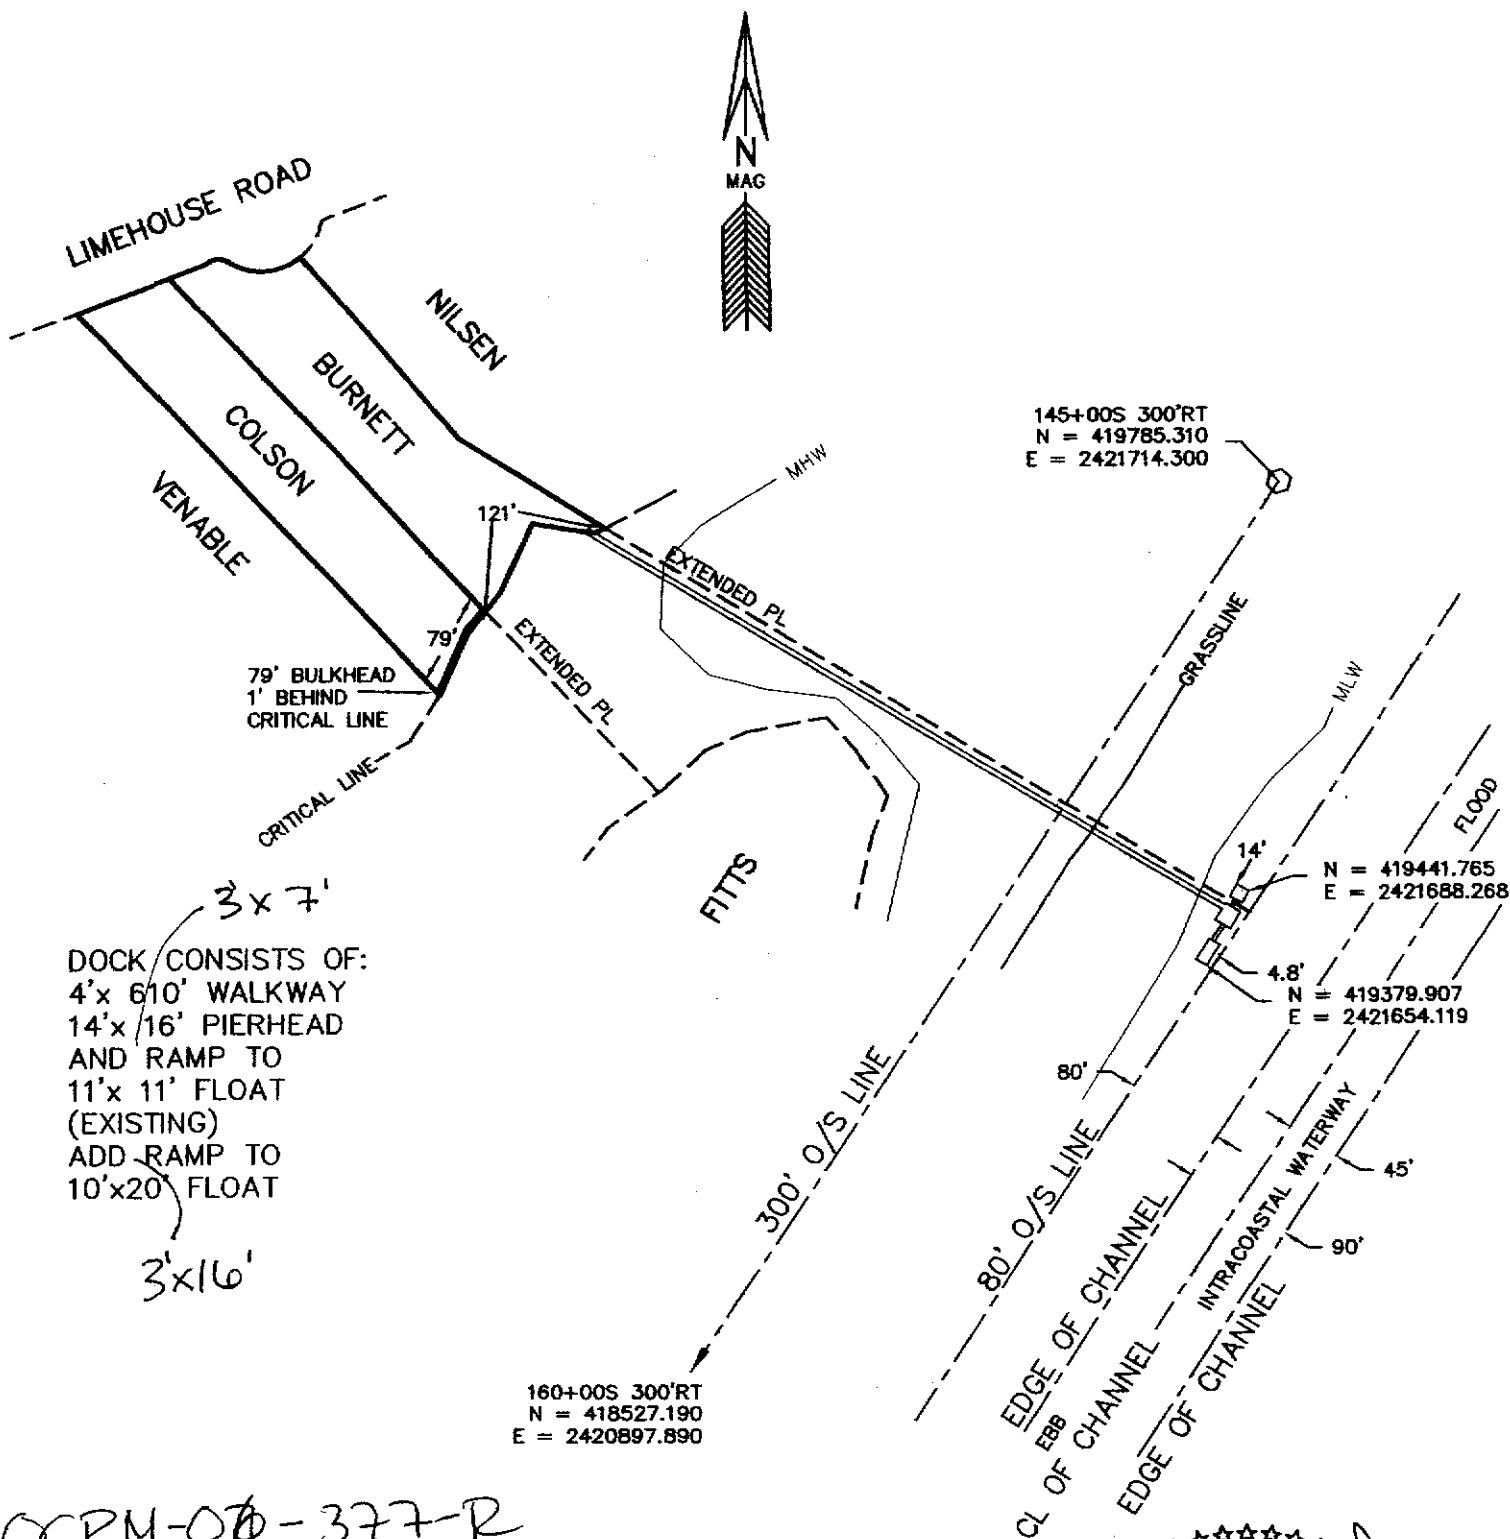 N
MAG
LIMEHOUSE ROAD
NILSEN
BURNETT
COLSON
VENABLE
145+00S 300'RT
N = 419785.310
E = 2421714.300
MHW
121'
EXTENDED PL
GRASSLINE
79'
EXTENDED PL
79' BULKHEAD
1' BEHIND
CRITICAL LINE
MLW
CRITICAL LINE
FLOOD
14'
N = 419441.765
E = 2421688.268
FITTS
3'x 7'
DOCK CONSISTS OF:
4'x 610' WALKWAY
14'x 16' PIERHEAD
AND RAMP TO
11'x 11' FLOAT
(EXISTING)
ADD RAMP TO
10'x20' FLOAT
3'x16'
4.8'
N = 419379.907
E = 2421654.119
80'
300' O/S LINE
80' O/S LINE
INTRACOASTAL WATERWAY
45'
90'
EDGE OF CHANNEL
EBB
CL OF CHANNEL
EDGE OF CHANNEL
160+00S 300'RT
N = 418527.190
E = 2420897.890